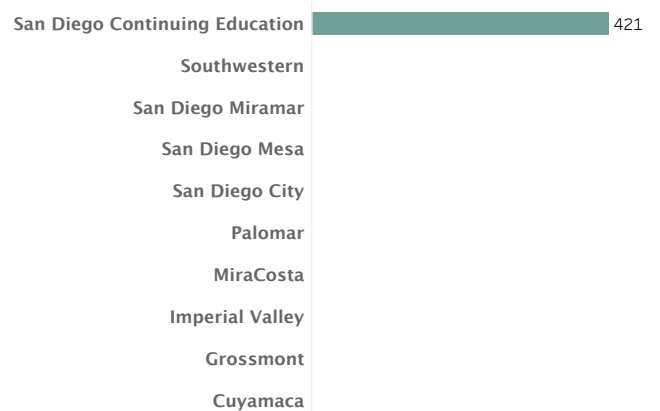 San Diego Continuing Education 421
Southwestern
San Diego Miramar
San Diego Mesa
San Diego City
Palomar
MiraCosta
Imperial Valley
Grossmont
Cuyamaca